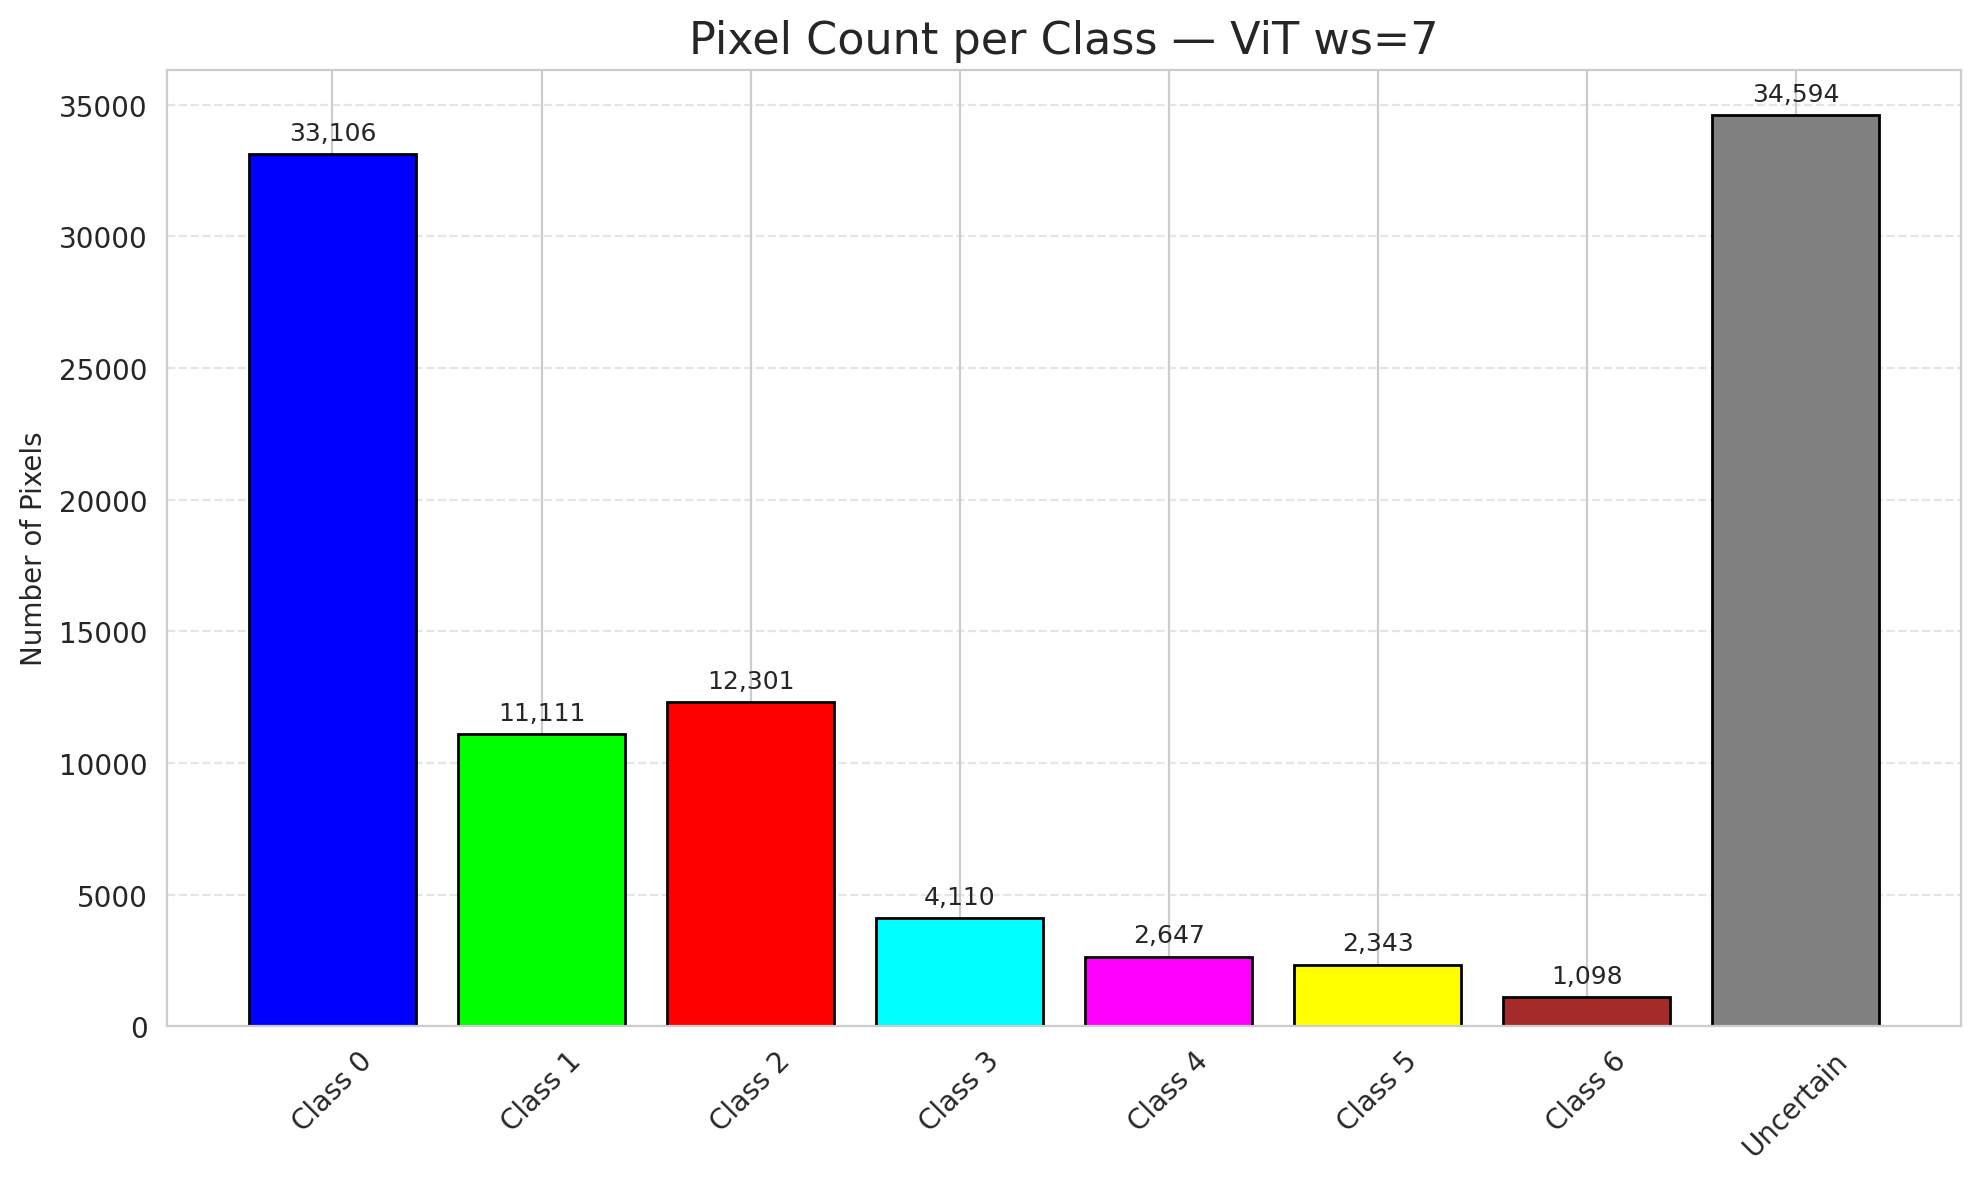 Pixel Count per Class — ViT ws=7
Number of Pixels
35000
30000
25000
20000
15000
10000
5000
0
33,106
11,111
12,301
4,110
2,647
2,343
1,098
34,594
Class 0
Class 1
Class 2
Class 3
Class 4
Class 5
Class 6
Uncertain